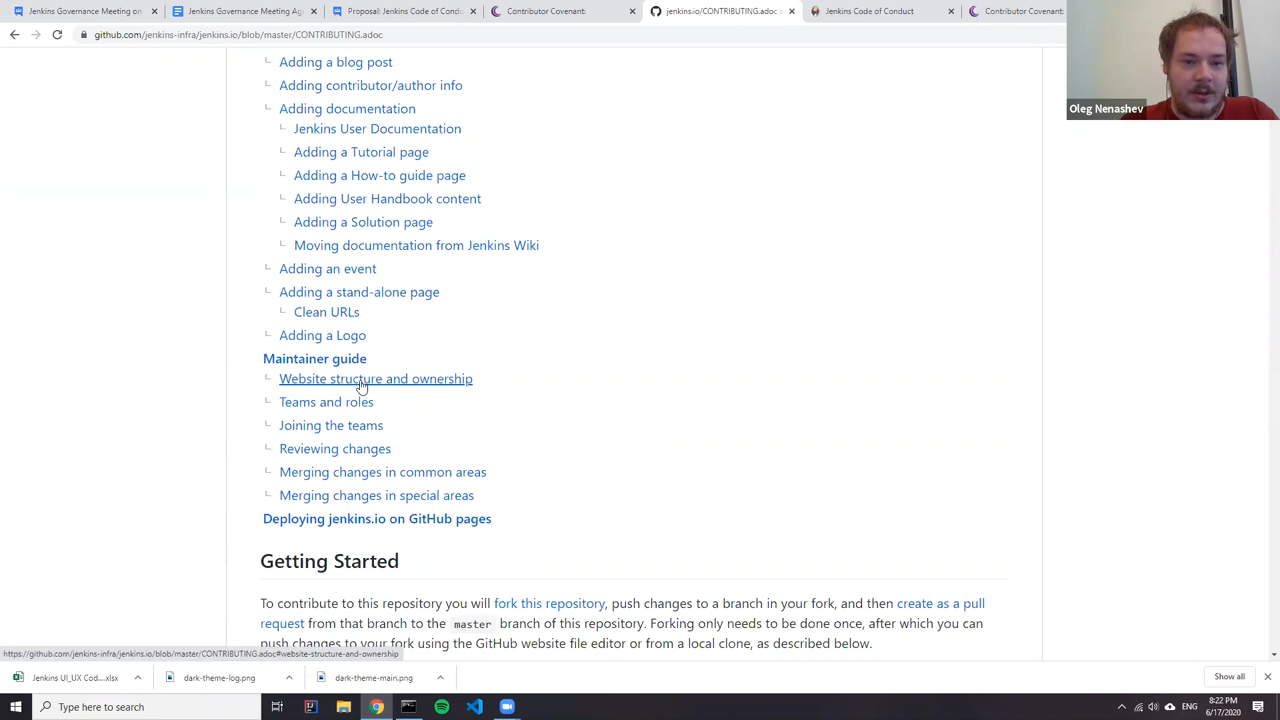 Jenkins Governance Meeting on
Jenkins Governance Meeting Ag
Proposal: Jenkins Code of Condu
Contributor Covenant:
jenkins.io/CONTRIBUTING.adoc a
Jenkins Code of Conduct
Contributor Covenant:
github.com/jenkins-infra/jenkins.io/blob/master/CONTRIBUTING.adoc
Oleg Nenashev
Adding a blog post
Adding contributor/author info
Adding documentation
Jenkins User Documentation
Adding a Tutorial page
Adding a How-to guide page
Adding User Handbook content
Adding a Solution page
Moving documentation from Jenkins Wiki
Adding an event
Adding a stand-alone page
Clean URLs
Adding a Logo
Maintainer guide
Website structure and ownership
Teams and roles
Joining the teams
Reviewing changes
Merging changes in common areas
Merging changes in special areas
Deploying jenkins.io on GitHub pages
Getting Started
To contribute to this repository you will fork this repository, push changes to a branch in your fork, and then create as a pull
request from that branch to the master branch of this repository. Forking only needs to be done once, after which you can
push changes to your fork using the GitHub website file editor or from a local clone, as described below.
https://github.com/jenkins-infra/jenkins.io/blob/master/CONTRIBUTING.adoc#website-structure-and-ownership
Jenkins UI_UX Cod....xlsx
dark-theme-log.png
dark-theme-main.png
Show all
Type here to search
8:22 PM
6/17/2020